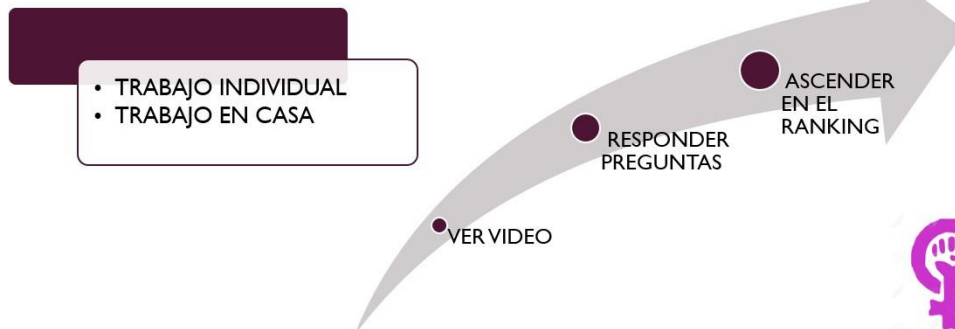 • TRABAJO INDIVIDUAL
• TRABAJO EN CASA
ASCENDER
EN EL
RANKING
RESPONDER
PREGUNTAS
VER VIDEO